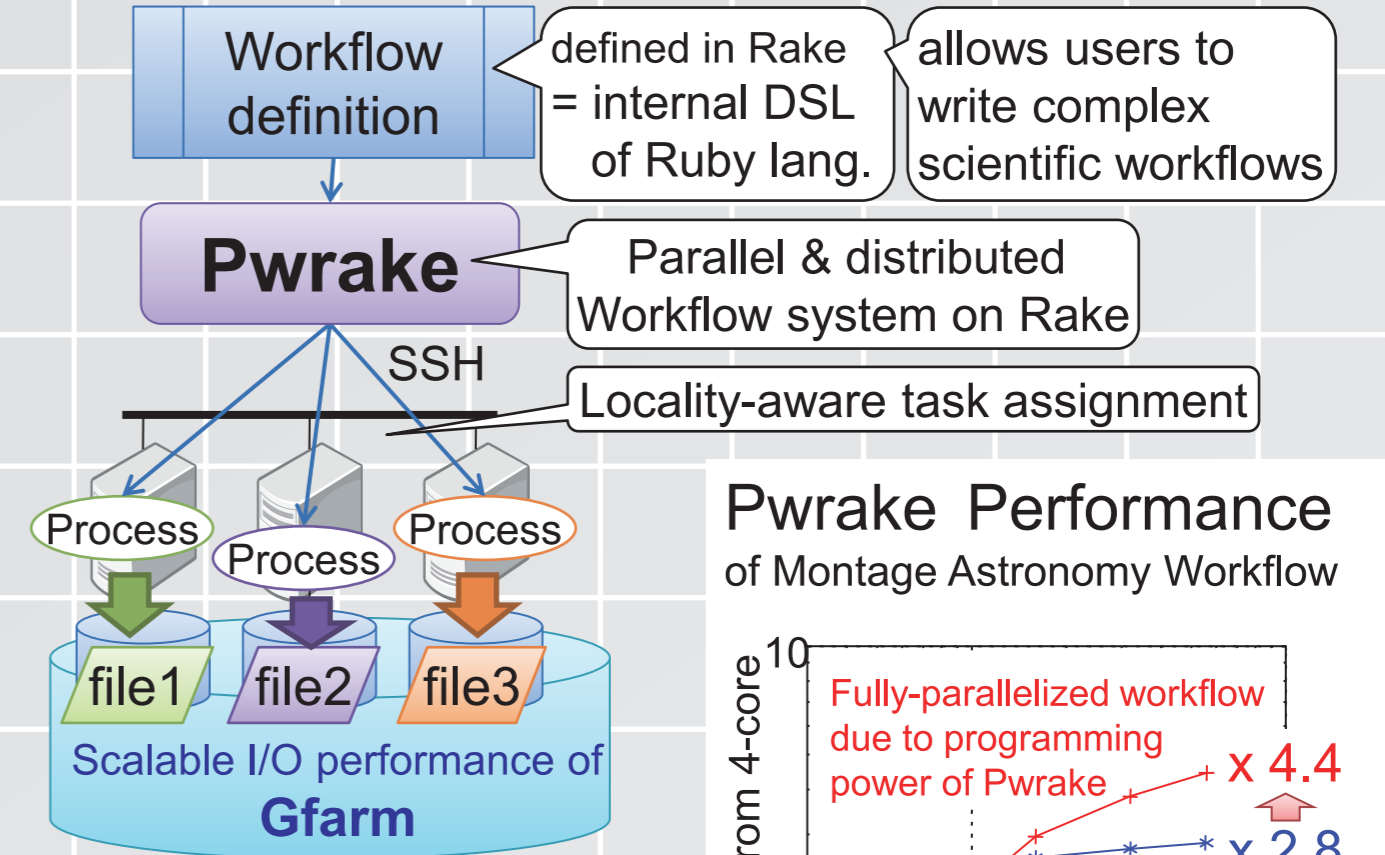 Workflow
definition
defined in Rake
= internal DSL
of Ruby lang.
allows users to
write complex
scientific workflows
Pwrake
Parallel & distributed
Workflow system on Rake
SSH
Locality-aware task assignment
Process
Process
Process
file1
file2
file3
Scalable I/O performance of
Gfarm
Pwrake Performance
of Montage Astronomy Workflow
10
from 4-core
Fully-parallelized workflow
due to programming
power of Pwrake
x 4.4
x 2.8